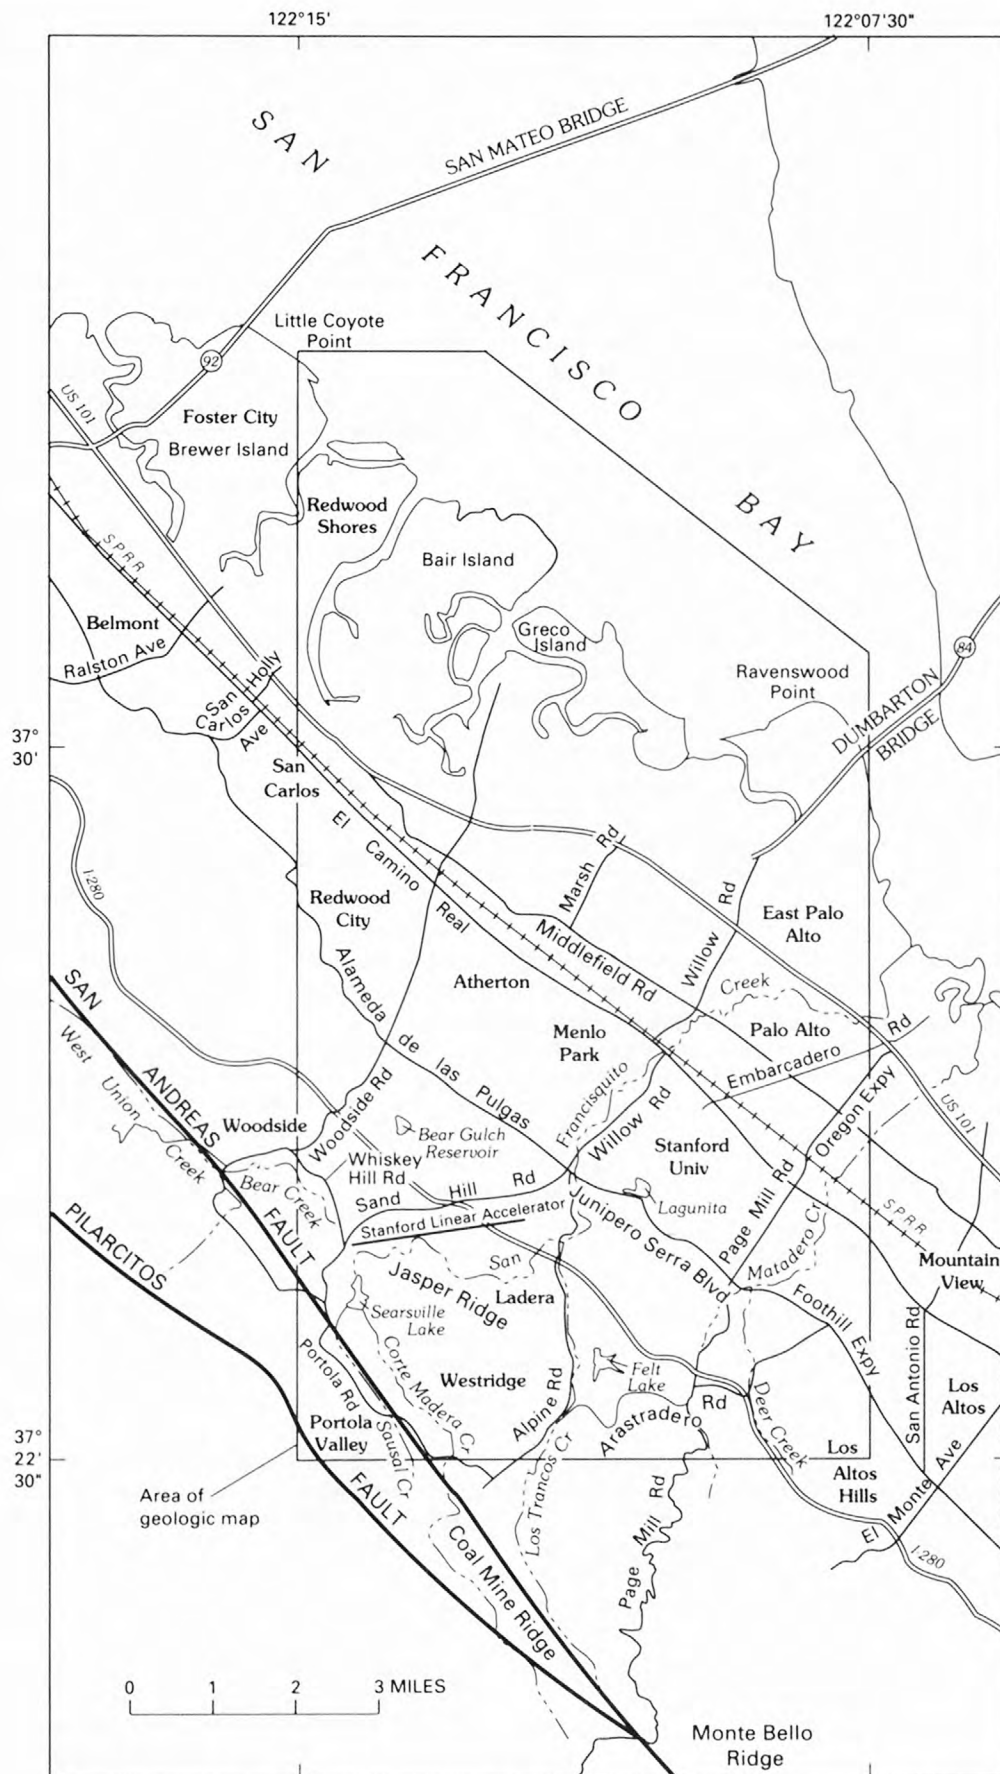 122°15'
122°07'30"
SAN
SAN MATEO BRIDGE
FRANCISCO
Little Coyote
Point
92
US 101
Foster City
Brewer Island
Redwood
Shores
BAY
SPRR
Bair Island
Belmont
Ralston Ave
Greco
Island
84
Holly
San
Carlos
Ave
Ravenswood
Point
DUMBARTON
BRIDGE
37°
30'
San
Carlos
El
Camino
Real
Marsh Rd
I-280
Redwood
City
Willow Rd
East Palo
Alto
Middlefield Rd
Alameda
de las Pulgas
Atherton
Creek
SAN
ANDREAS
FAULT
Menlo
Park
Palo Alto
Embarcadero Rd
West
Union
Creek
Woodside
Woodside Rd
Bear Gulch
Reservoir
Francisquito
Willow Rd
Oregon Expy
US 101
Stanford
Univ
Whiskey
Hill Rd
Bear Creek
Sand Hill Rd
Stanford Linear Accelerator
Lagunita
Page Mill Rd
SPRR
PILARCITOS
FAULT
San
Junipero Serra Blvd
Matadero Cr
Mountain
View
Jasper Ridge
Ladera
Searsville
Lake
Foothill Expy
San Antonio Rd
Portola Rd
Corte Madera Cr
Westridge
Felt
Lake
Los
Altos
Alpine Rd
Arastradero Rd
Deer Creek
Portola
Valley
Sausal Cr
37°
22'
30"
Los
Altos
Hills
El Monte Ave
Area of
geologic map
Los Trancos Cr
Page Mill Rd
I-280
Coal Mine Ridge
0 1 2 3 MILES
Monte Bello
Ridge